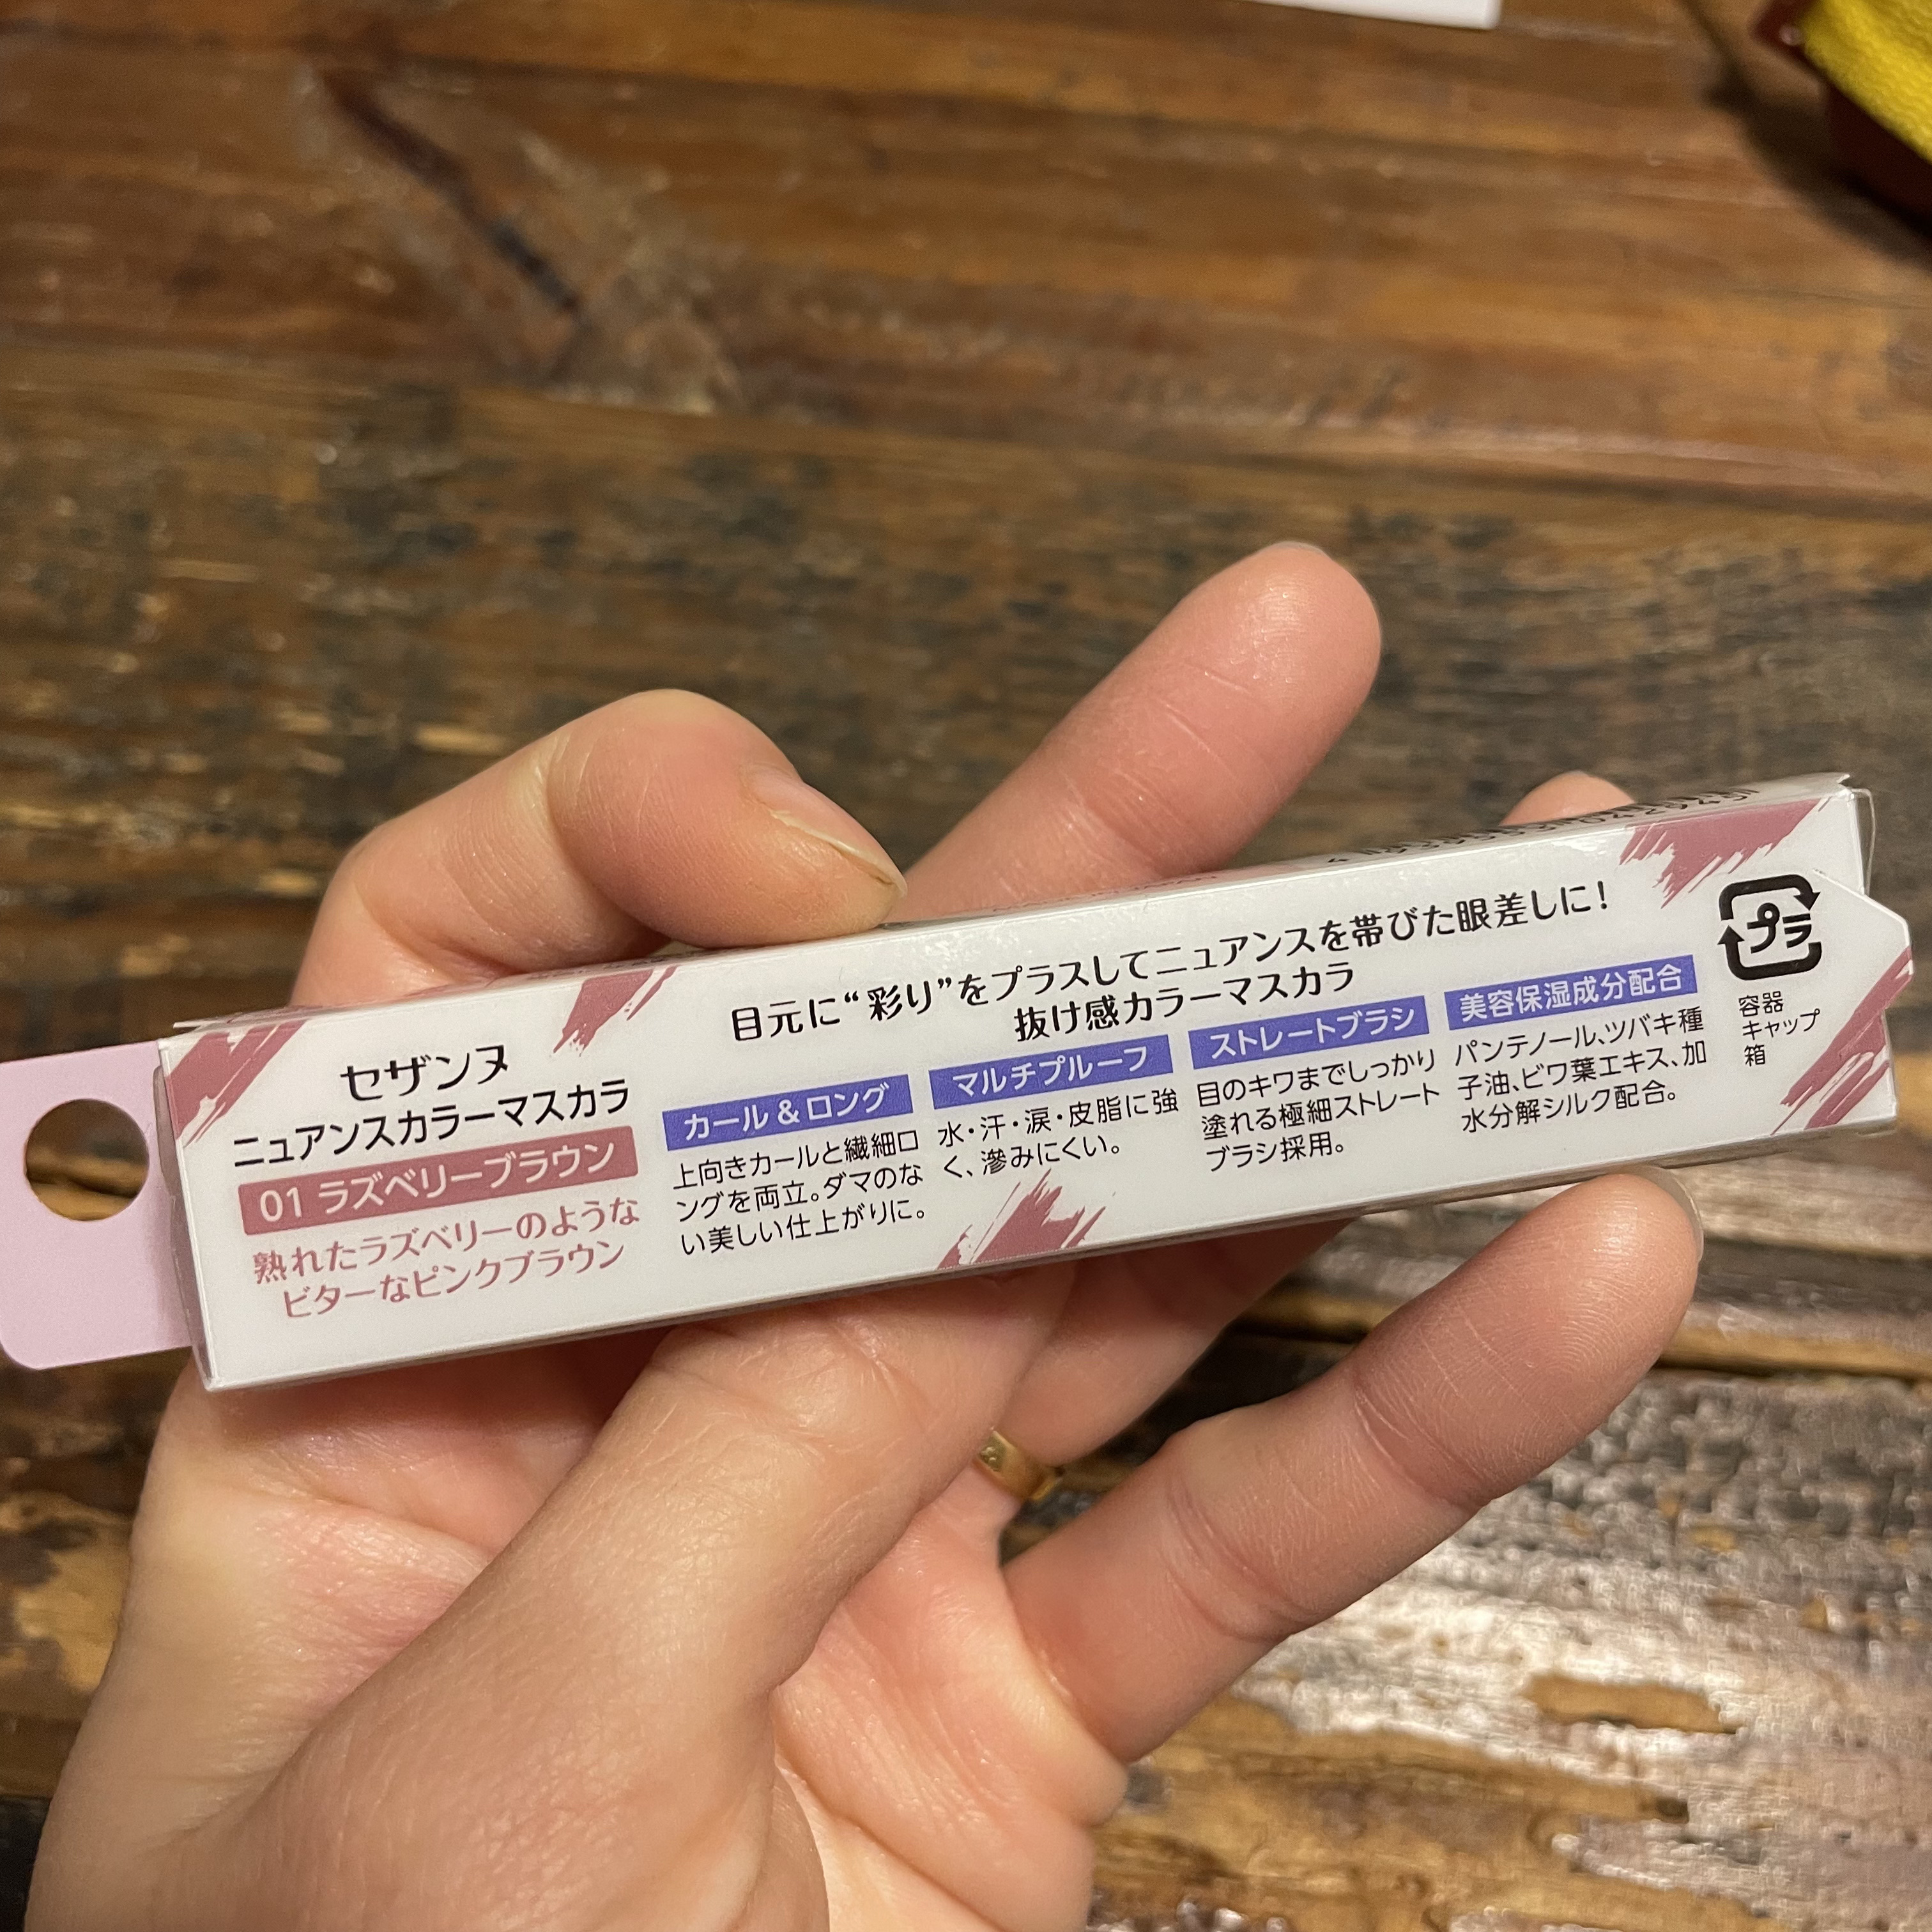 セザンヌ
ニュアンスカラーマスカラ
01 ラズベリーブラウン
熟れたラズベリーのような
ビターなピンクブラウン
目元に“彩り”をプラスしてニュアンスを帯びた眼差しに!
抜け感カラーマスカラ
カール&ロング
上向きカールと繊細ロ
ングを両立。ダマのな
い美しい仕上がりに。
マルチプルーフ
水・汗・涙・皮脂に強
く、滲みにくい。
ストレートブラシ
目のキワまでしっかり
塗れる極細ストレート
ブラシ採用。
美容保湿成分配合
パンテノール、ツバキ種
子油、ビワ葉エキス、加
水分解シルク配合。
プラ
容器
キャップ
箱